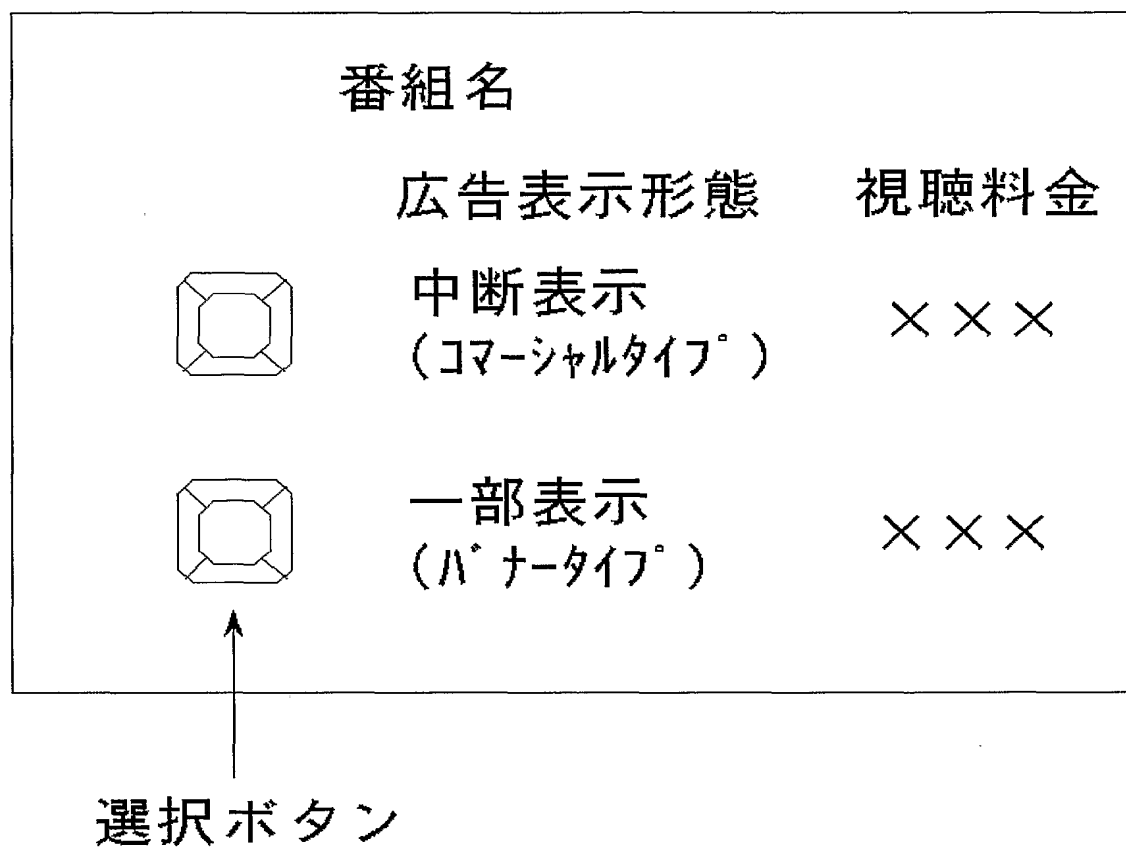 番組名
広告表示形態 視聴料金
中断表示 ×××
(ｺﾏｰｼｬﾙﾀｲﾌﾟ)
一部表示 ×××
(ﾊﾞﾅｰﾀｲﾌﾟ)
選択ボタン